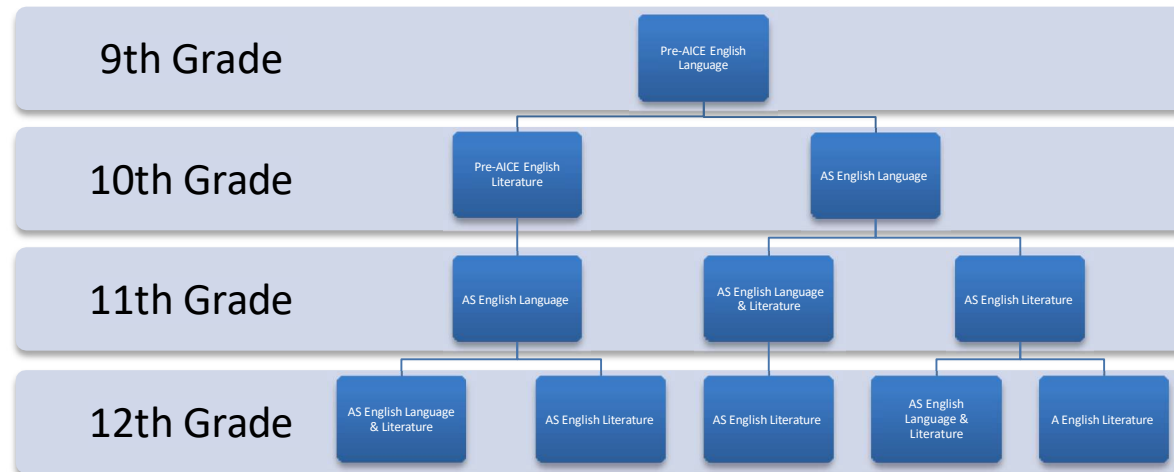 9th Grade
Pre-AICE English
Language
10th Grade
Pre-AICE English
Literature
AS English Language
11th Grade
AS English Language
AS English Language
& Literature
AS English Literature
12th Grade
AS English Language
& Literature
AS English Literature
AS English Literature
AS English
Language &
Literature
A English Literature